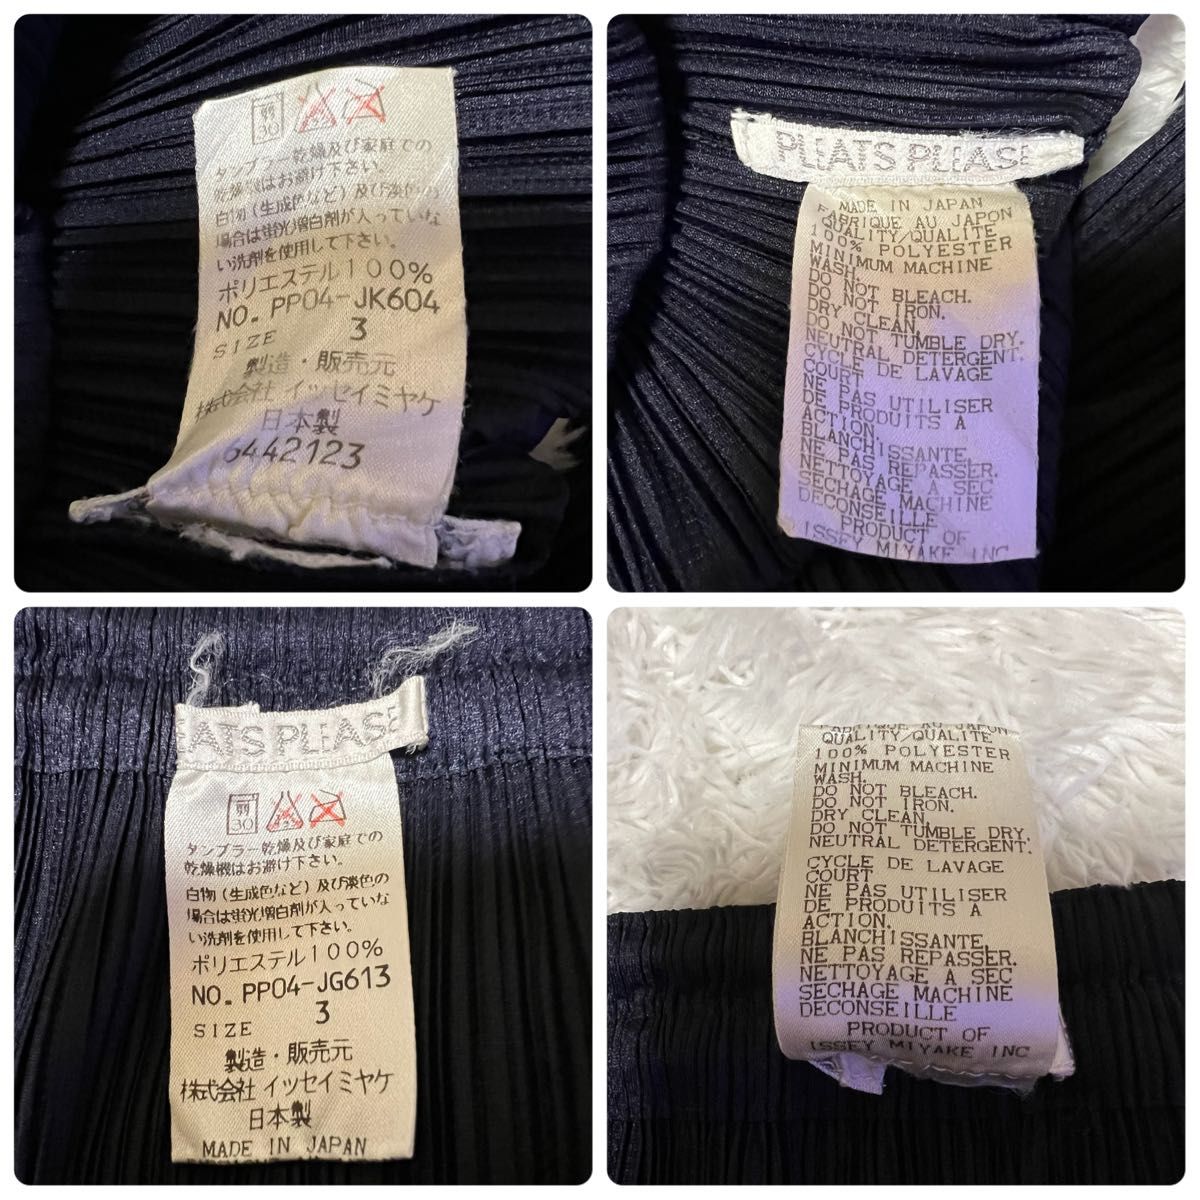 弱
30
タンブラー乾燥及び家庭での
乾燥機はお避け下さい。
白物(生成色など)及び淡色の
場合は蛍光増白剤が入っていな
い洗剤を使用して下さい。
ポリエステル100%
NO. PP04-JK604
SIZE 3
製造・販売元
株式会社 イッセイミヤケ
日本製
6442123
PLEATS PLEASE
MADE IN JAPAN
FABRIQUE AU JAPON
QUALITY/QUALITE
100% POLYESTER
MINIMUM MACHINE
WASH.
DO NOT BLEACH.
DO NOT IRON.
DRY CLEAN.
DO NOT TUMBLE DRY.
NEUTRAL DETERGENT.
CYCLE DE LAVAGE
COURT
NE PAS UTILISER
DE PRODUITS A
ACTION.
BLANCHISSANTE.
NE PAS REPASSER.
NETTOYAGE A SEC
SECHAGE MACHINE
DECONSEILLE
PRODUCT OF
ISSEY MIYAKE INC
EATS PLEASE
弱
30
タンブラー乾燥及び家庭での
乾燥機はお避け下さい。
白物(生成色など)及び淡色の
場合は蛍光増白剤が入っていな
い洗剤を使用して下さい。
ポリエステル100%
NO. PP04-JG613
SIZE 3
製造・販売元
株式会社 イッセイミヤケ
日本製
MADE IN JAPAN
FABRIQUE AU JAPON
QUALITY/QUALITE
100% POLYESTER
MINIMUM MACHINE
WASH.
DO NOT BLEACH.
DO NOT IRON.
DRY CLEAN.
DO NOT TUMBLE DRY.
NEUTRAL DETERGENT.
CYCLE DE LAVAGE
COURT
NE PAS UTILISER
DE PRODUITS A
ACTION.
BLANCHISSANTE.
NE PAS REPASSER.
NETTOYAGE A SEC
SECHAGE MACHINE
DECONSEILLE
PRODUCT OF
ISSEY MIYAKE INC